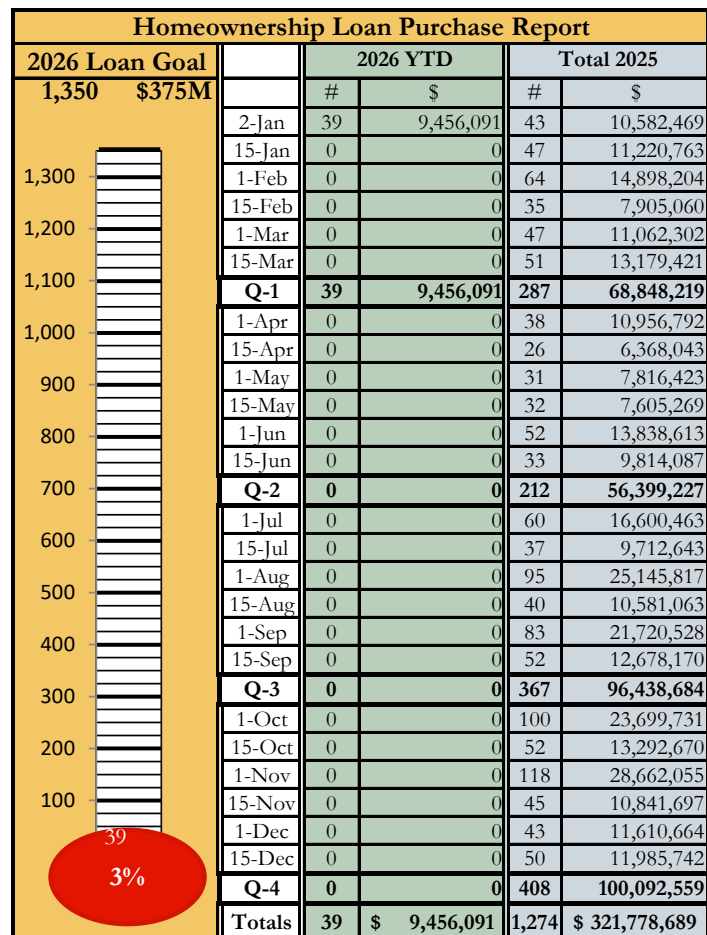 Homeownership Loan Purchase Report
2026 Loan Goal 2026 YTD Total 2025
1,350 $375M # $ # $
2-Jan 39 9,456,091 43 10,582,469
15-Jan 0 0 47 11,220,763
1,300
1-Feb 0 0 64 14,898,204
15-Feb 0 0 35 7,905,060
1,200
1-Mar 0 0 47 11,062,302
15-Mar 0 0 51 13,179,421
1,100
Q-1 39 9,456,091 287 68,848,219
1-Apr 0 0 38 10,956,792
1,000
15-Apr 0 0 26 6,368,043
1-May 0 0 31 7,816,423
900
15-May 0 0 32 7,605,269
1-Jun 0 0 52 13,838,613
800
15-Jun 0 0 33 9,814,087
700
Q-2 0 0 212 56,399,227
1-Jul 0 0 60 16,600,463
600
15-Jul 0 0 37 9,712,643
1-Aug 0 0 95 25,145,817
500
15-Aug 0 0 40 10,581,063
1-Sep 0 0 83 21,720,528
400
15-Sep 0 0 52 12,678,170
Q-3 0 0 367 96,438,684
300
1-Oct 0 0 100 23,699,731
200
15-Oct 0 0 52 13,292,670
1-Nov 0 0 118 28,662,055
100
15-Nov 0 0 45 10,841,697
39
1-Dec 0 0 43 11,610,664
15-Dec 0 0 50 11,985,742
3%
Q-4 0 0 408 100,092,559
Totals 39 $ 9,456,091 1,274 $ 321,778,689